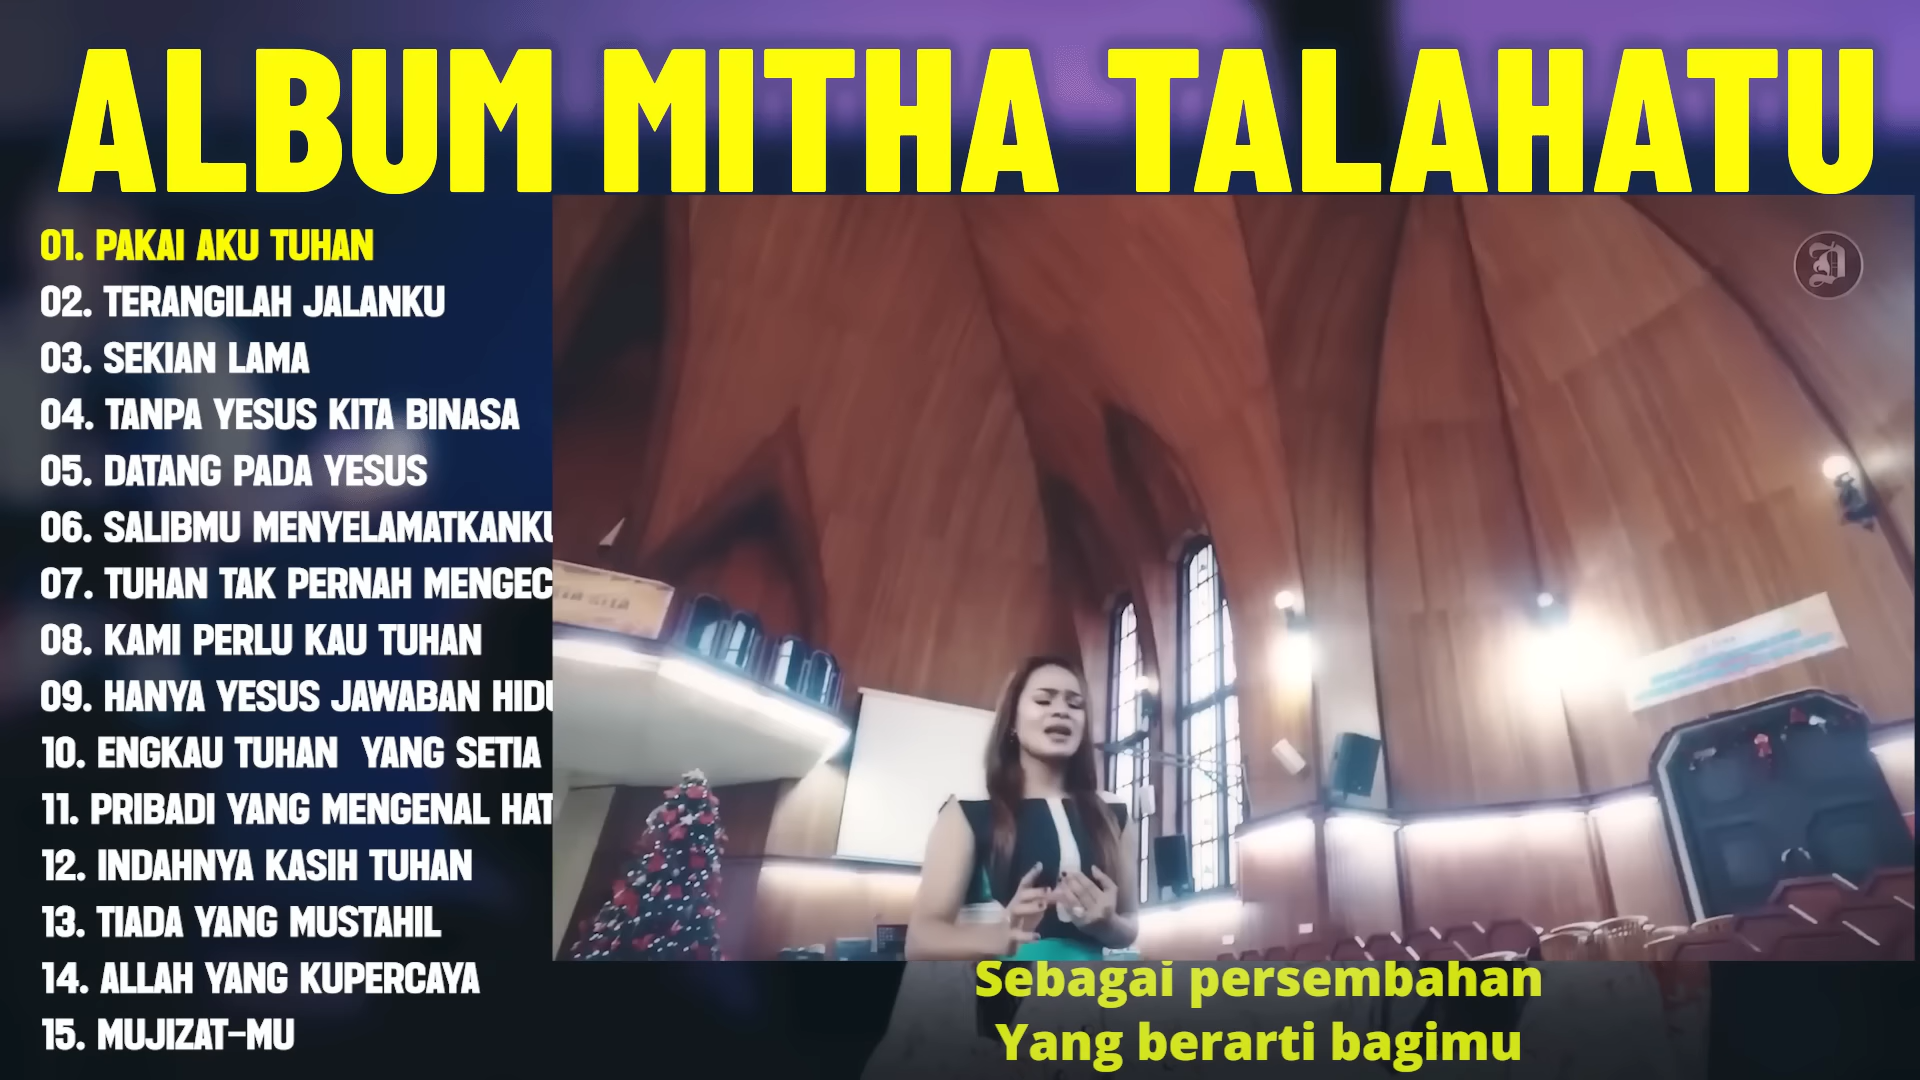 ALBUM MITHA TALAHATU
01. PAKAI AKU TUHAN
02. TERANGILAH JALANKU
03. SEKIAN LAMA
04. TANPA YESUS KITA BINASA
05. DATANG PADA YESUS
06. SALIBMU MENYELAMATKANKU
07. TUHAN TAK PERNAH MENGEC
08. KAMI PERLU KAU TUHAN
09. HANYA YESUS JAWABAN HIDU
10. ENGKAU TUHAN  YANG SETIA
11. PRIBADI YANG MENGENAL HAT
12. INDAHNYA KASIH TUHAN
13. TIADA YANG MUSTAHIL
14. ALLAH YANG KUPERCAYA
15. MUJIZAT-MU
Sebagai persembahan
Yang berarti bagimu